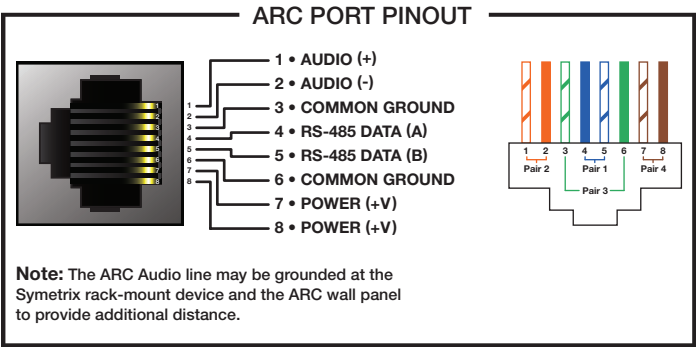 ARC PORT PINOUT
1 • AUDIO (+)
2 • AUDIO (-)
3 • COMMON GROUND
4 • RS-485 DATA (A)
5 • RS-485 DATA (B)
6 • COMMON GROUND
7 • POWER (+V)
8 • POWER (+V)
1
2
3
4
5
6
7
8
1
2
3
4
5
6
7
8
1 2 3 4 5 6 7 8
Pair 2 Pair 1 Pair 4
Pair 3
Note: The ARC Audio line may be grounded at the
Symetrix rack-mount device and the ARC wall panel
to provide additional distance.